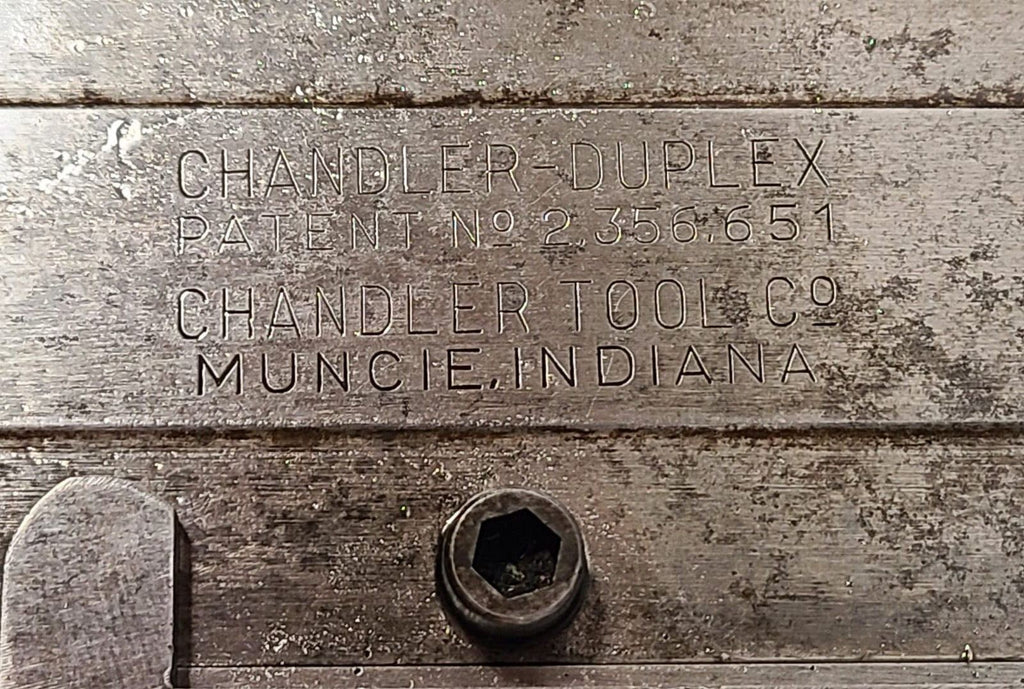 CHANDLER-DUPLEX
PATENT Nº 2,356,651
CHANDLER TOOL Cº
MUNCIE, INDIANA